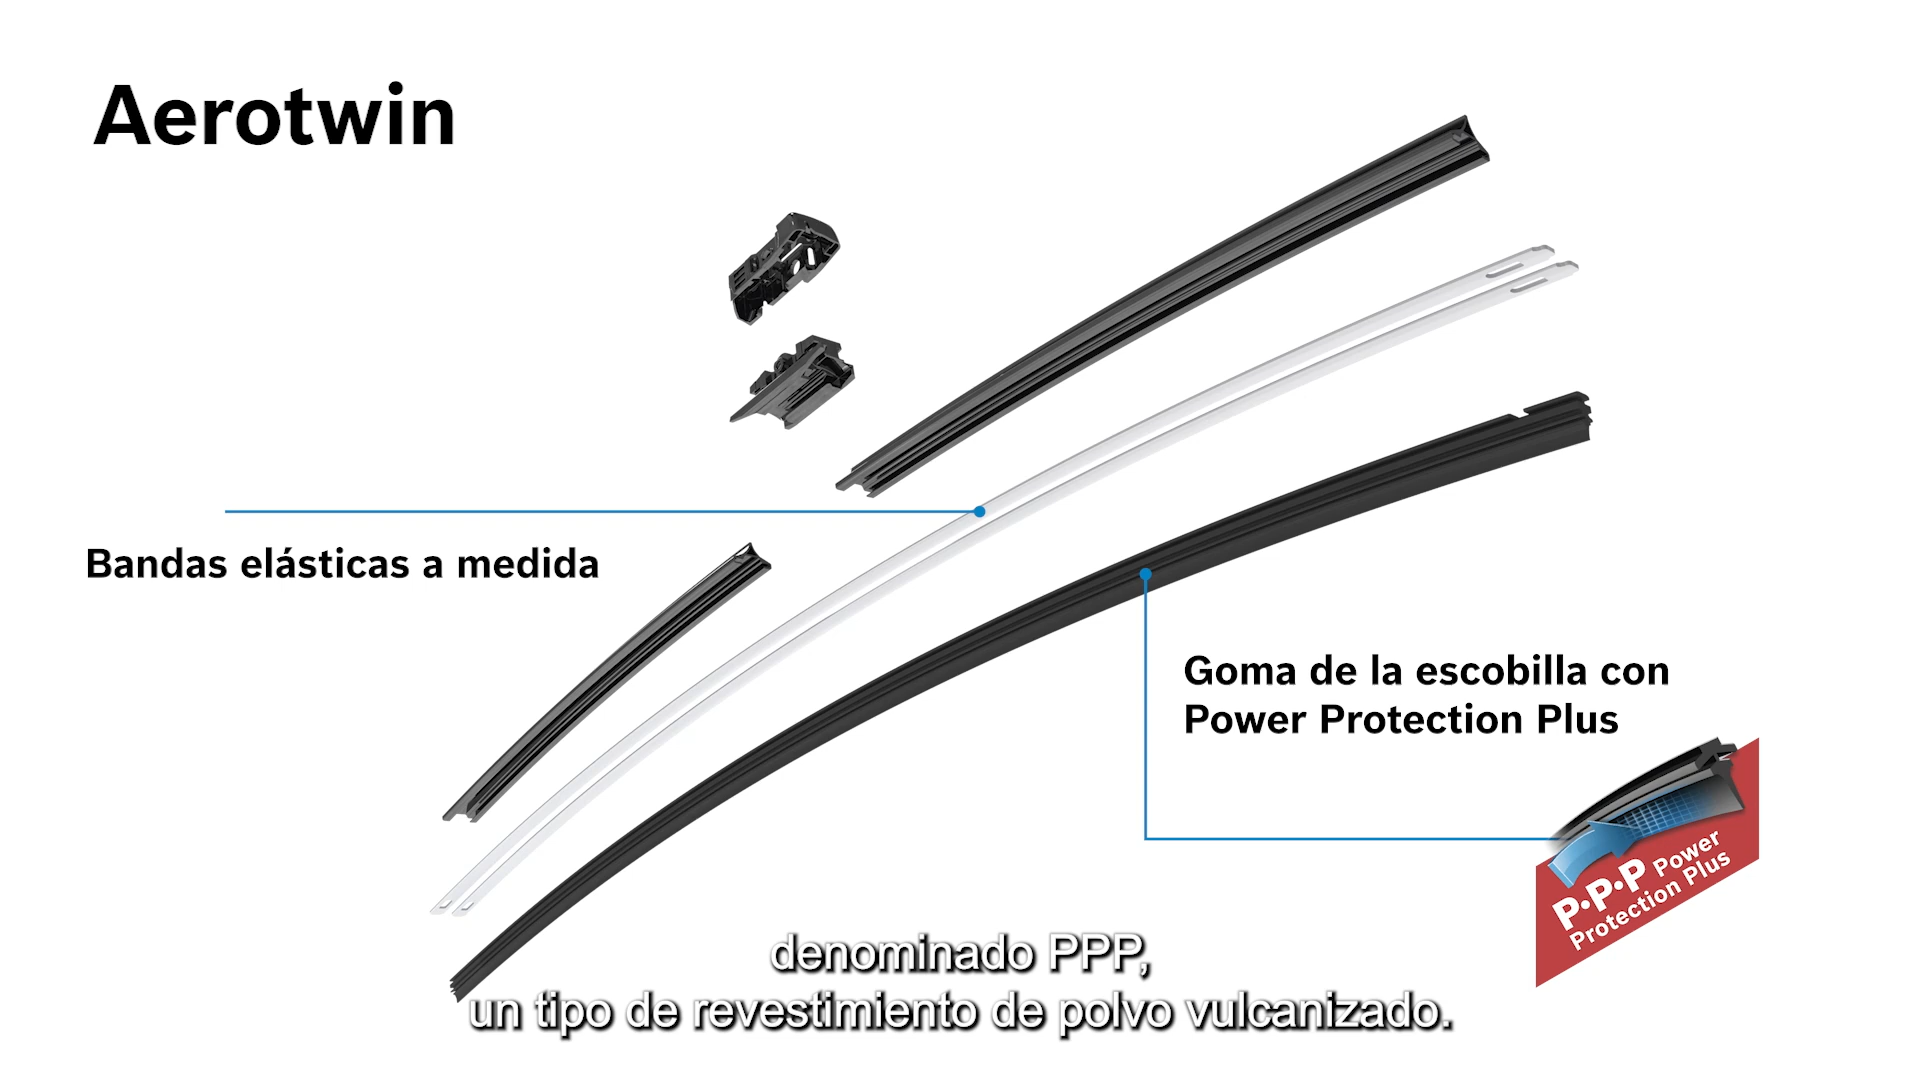 Aerotwin
Bandas elásticas a medida
Goma de la escobilla con
Power Protection Plus
P•P•P Power
Protection Plus
denominado PPP,
un tipo de revestimiento de polvo vulcanizado.